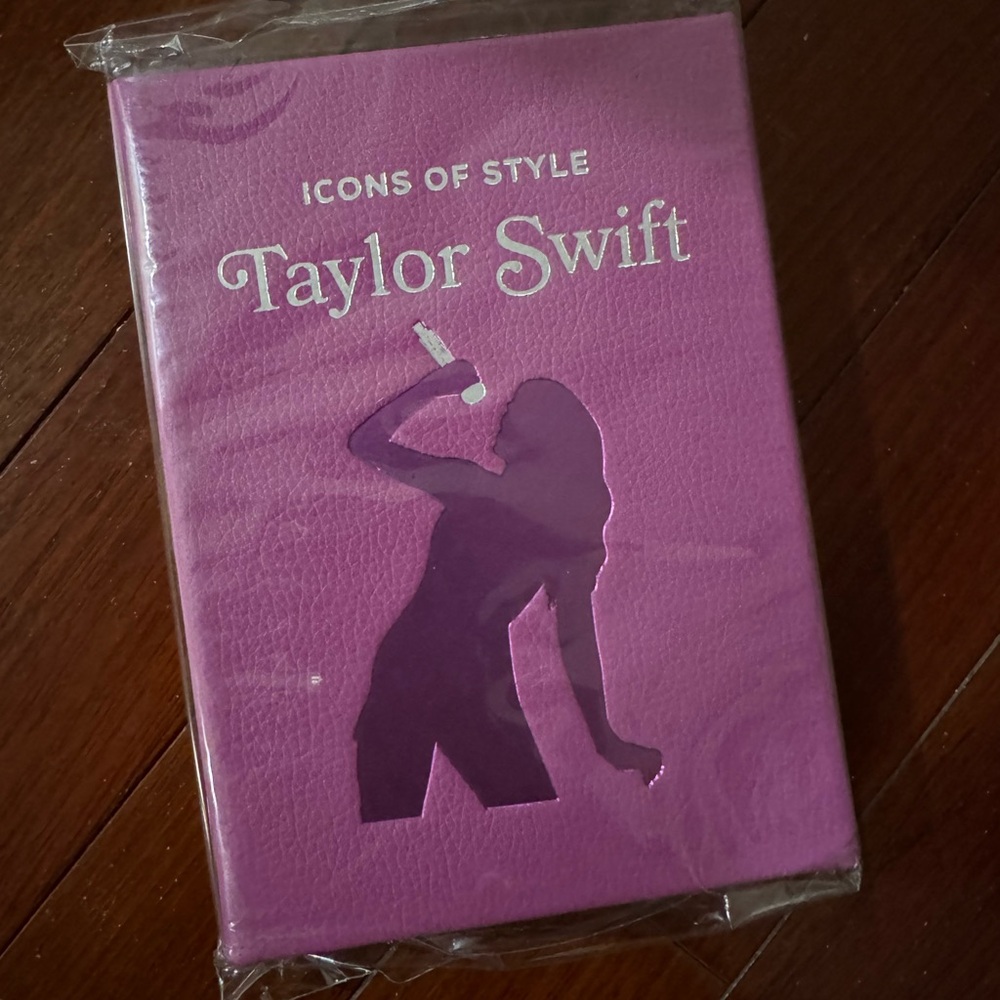 ICONS OF STYLE
Taylor Swift